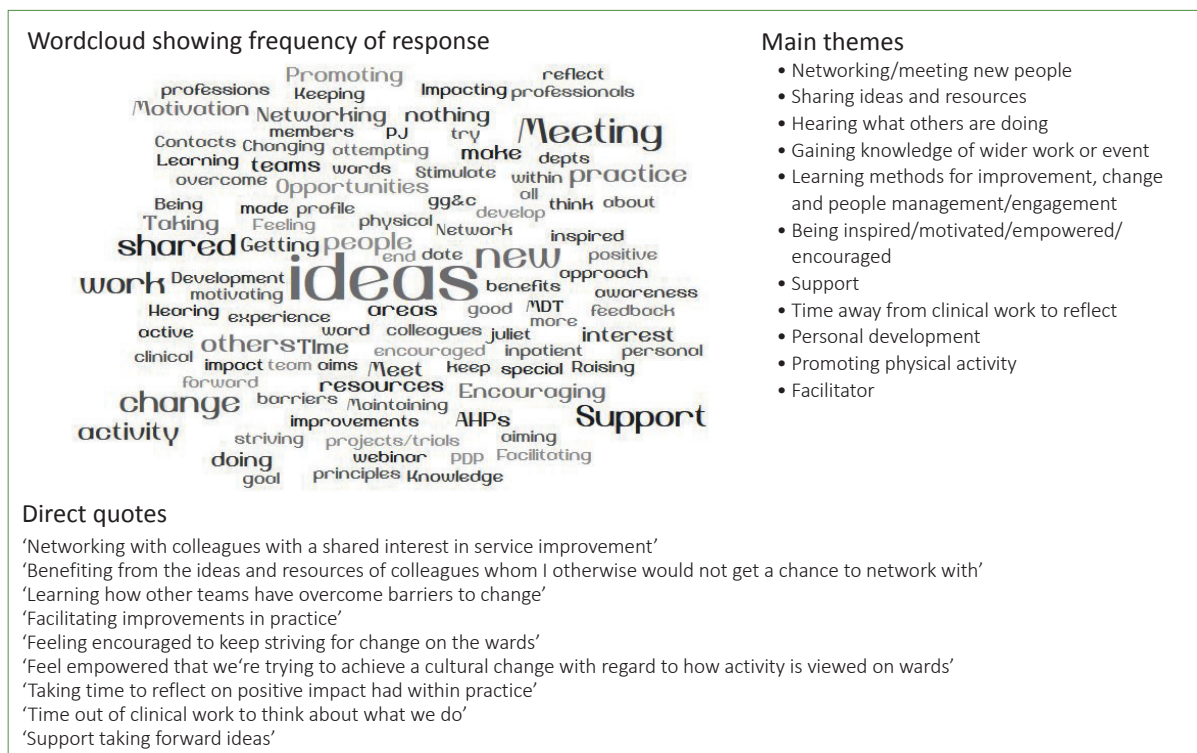 Wordcloud showing frequency of response
Promoting reflect
professions Keeping Impacting professionals
Motivation Networking nothing Meeting
members PJ try
Contacts Changing attempting make depts
Learning teams words Stimulate within practice
overcome Opportunities all
Being made profile gg&c develop think about
Taking Feeling physical Network inspired
shared Getting people end date new positive
work Development ideas benefits approach
motivating awareness
Hearing experience areas good MDT feedback
more
active word colleagues juliet interest
others TIme encouraged inpatient personal
clinical impact team aims Meet keep special Raising
forward resources Encouraging
change barriers Maintaining Support
improvements AHPs
activity striving projects/trials aiming
doing webinar PDP Facilitating
goal principles Knowledge
Main themes
• Networking/meeting new people
• Sharing ideas and resources
• Hearing what others are doing
• Gaining knowledge of wider work or event
• Learning methods for improvement, change
and people management/engagement
• Being inspired/motivated/empowered/
encouraged
• Support
• Time away from clinical work to reflect
• Personal development
• Promoting physical activity
• Facilitator
Direct quotes
‘Networking with colleagues with a shared interest in service improvement’
‘Benefiting from the ideas and resources of colleagues whom I otherwise would not get a chance to network with’
‘Learning how other teams have overcome barriers to change’
‘Facilitating improvements in practice’
‘Feeling encouraged to keep striving for change on the wards’
‘Feel empowered that we‘re trying to achieve a cultural change with regard to how activity is viewed on wards’
‘Taking time to reflect on positive impact had within practice’
‘Time out of clinical work to think about what we do’
‘Support taking forward ideas’